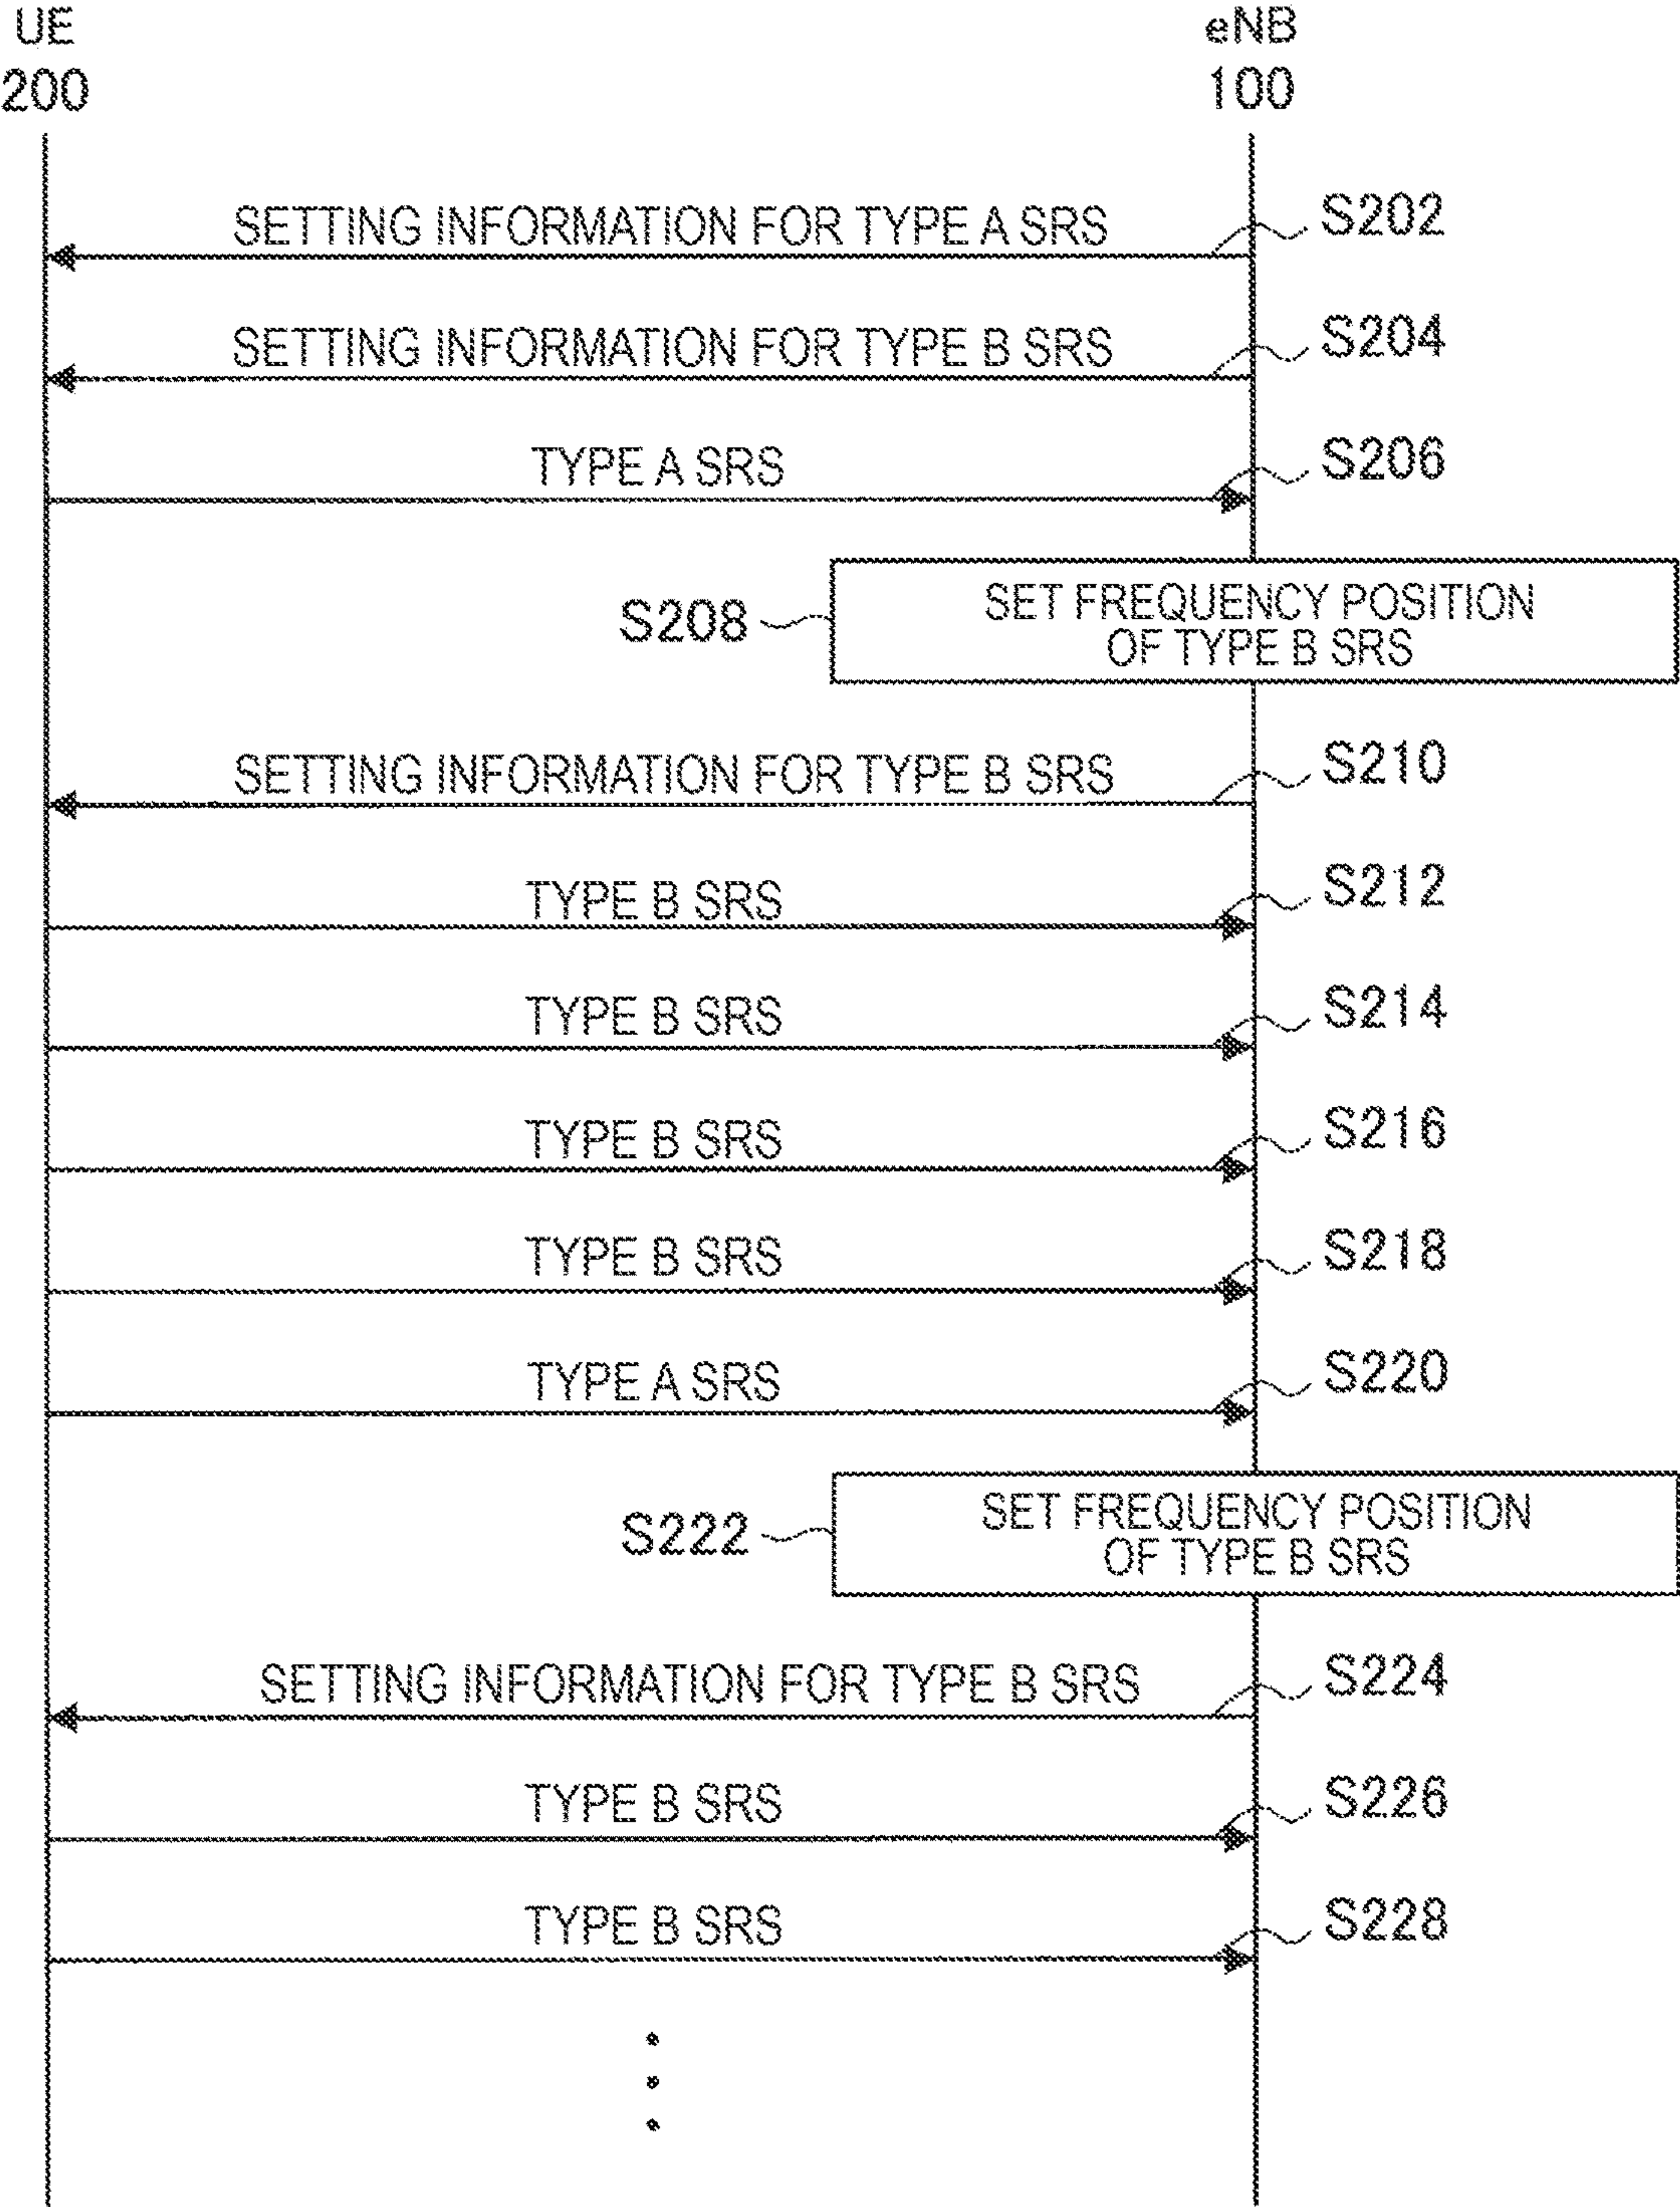 UE
200
eNB
100
SETTING INFORMATION FOR TYPE A SRS
S202
SETTING INFORMATION FOR TYPE B SRS
S204
TYPE A SRS
S206
S208
SET FREQUENCY POSITION
OF TYPE B SRS
SETTING INFORMATION FOR TYPE B SRS
S210
TYPE B SRS
S212
TYPE B SRS
S214
TYPE B SRS
S216
TYPE B SRS
S218
TYPE A SRS
S220
S222
SET FREQUENCY POSITION
OF TYPE B SRS
SETTING INFORMATION FOR TYPE B SRS
S224
TYPE B SRS
S226
TYPE B SRS
S228